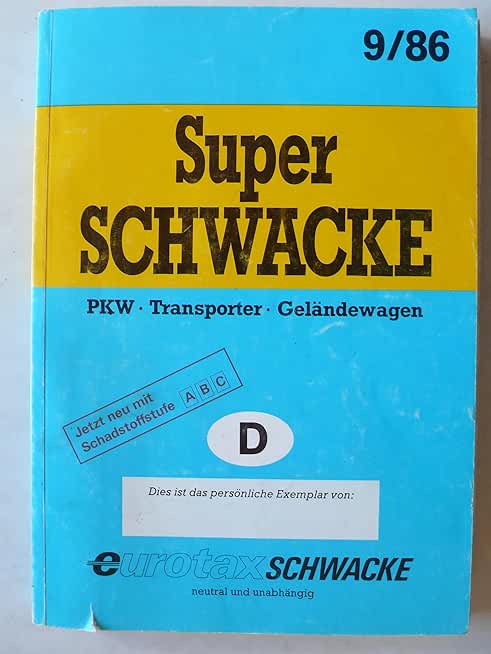 9/86
Super
SCHWACKE
PKW · Transporter · Geländewagen
Jetzt neu mit
Schadstoffstufe A B C
D
Dies ist das persönliche Exemplar von:
eurotaxSCHWACKE
neutral und unabhängig